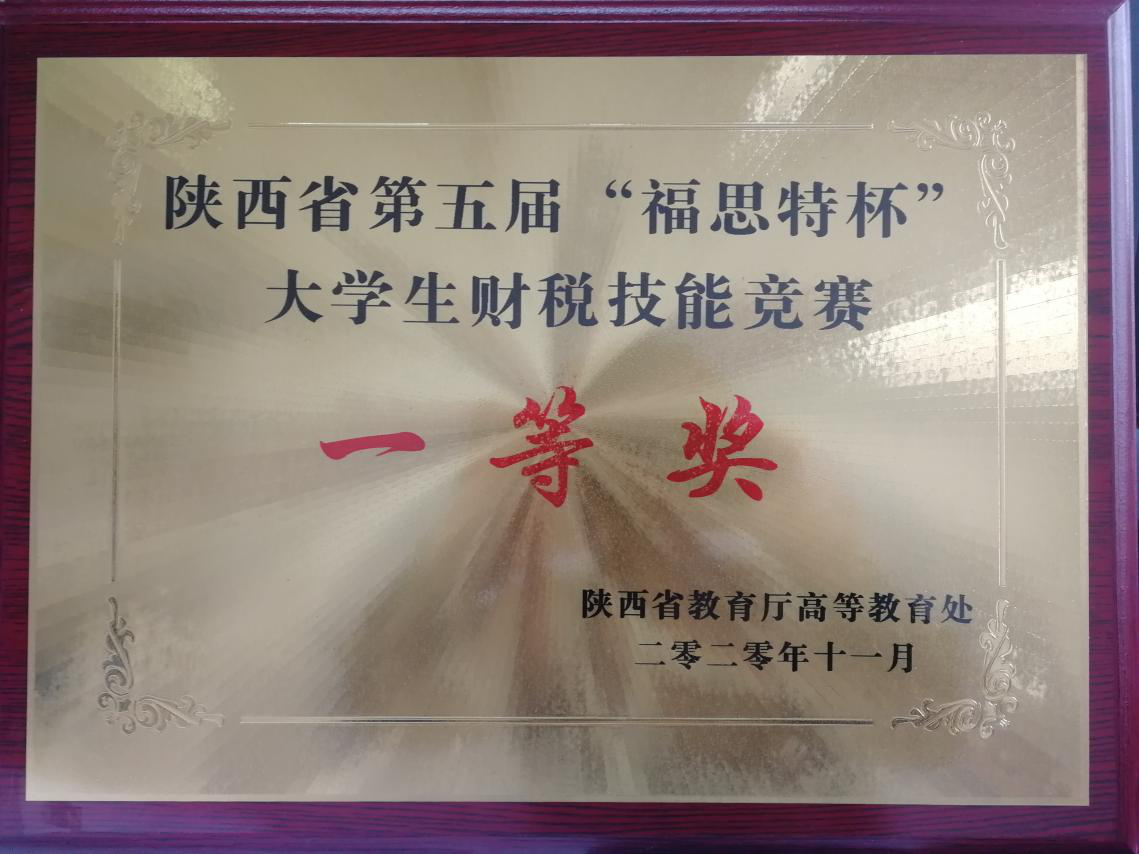 陕西省第五届“福思特杯”
大学生财税技能竞赛
一等奖
陕西省教育厅高等教育处
二零二零年十一月